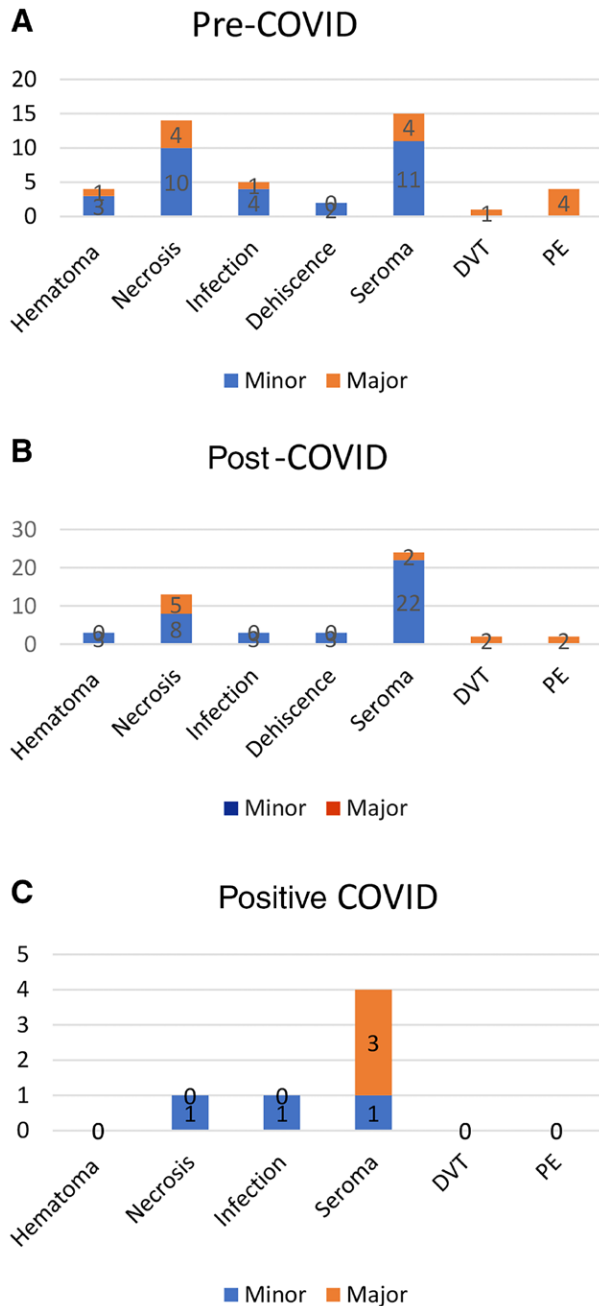 A
Pre-COVID
20
15
10
5
0
1
3
4
10
1
4
0
2
4
11
1
4
Hematoma
Necrosis
Infection
Dehiscence
Seroma
DVT
PE
Minor Major
B
Post-COVID
30
20
10
0
0
3
5
8
0
3
0
3
2
22
2
2
Hematoma
Necrosis
Infection
Dehiscence
Seroma
DVT
PE
Minor Major
C
Positive COVID
5
4
3
2
1
0
0
0
1
0
1
3
1
0
0
Hematoma
Necrosis
Infection
Seroma
DVT
PE
Minor Major